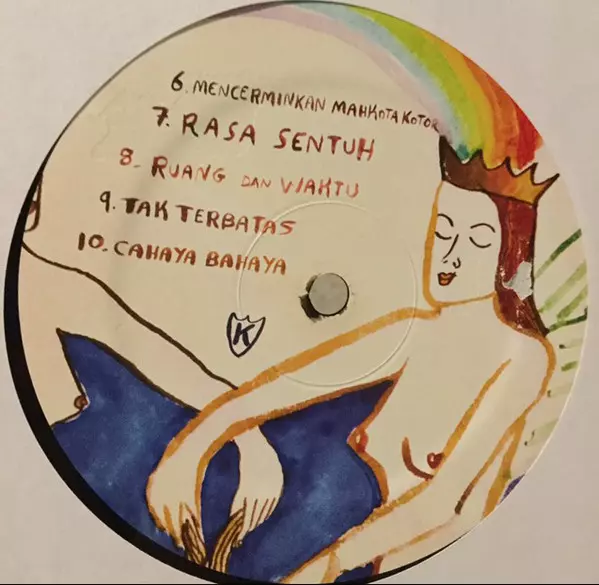 6. MENCERMINKAN MAHKOTA KOTOR
7. RASA SENTUH
8. RUANG DAN WAKTU
9. TAK TERBATAS
10. CAHAYA BAHAYA
K